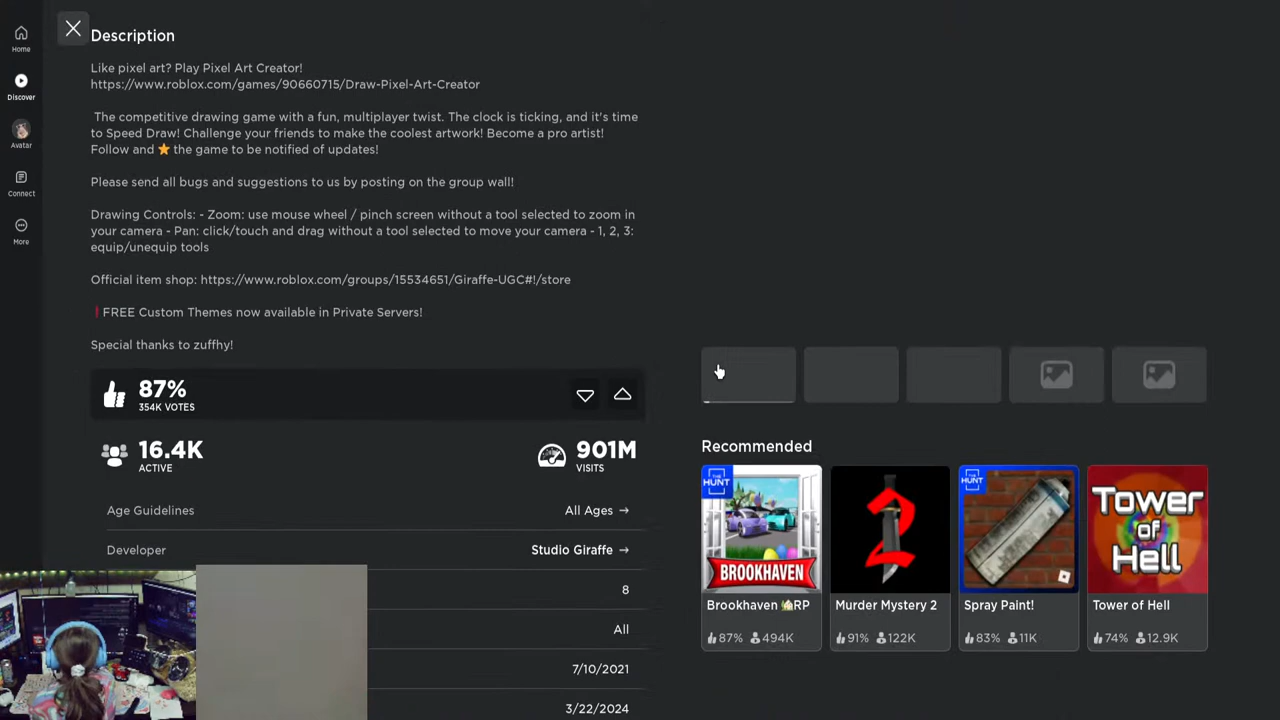 Home
Discover
Avatar
Connect
More
Description
Like pixel art? Play Pixel Art Creator!
https://www.roblox.com/games/90660715/Draw-Pixel-Art-Creator
The competitive drawing game with a fun, multiplayer twist. The clock is ticking, and it's time
to Speed Draw! Challenge your friends to make the coolest artwork! Become a pro artist!
Follow and ⭐ the game to be notified of updates!
Please send all bugs and suggestions to us by posting on the group wall!
Drawing Controls: - Zoom: use mouse wheel / pinch screen without a tool selected to zoom in
your camera - Pan: click/touch and drag without a tool selected to move your camera - 1, 2, 3:
equip/unequip tools
Official item shop: https://www.roblox.com/groups/15534651/Giraffe-UGC#!/store
FREE Custom Themes now available in Private Servers!
Special thanks to zuffhy!
87%
354K VOTES
16.4K
ACTIVE
901M
VISITS
Age Guidelines
All Ages →
Developer
Studio Giraffe →
8
All
7/10/2021
3/22/2024
Recommended
THE HUNT
BROOKHAVEN
Brookhaven 🏡RP
87% 494K
2
Murder Mystery 2
91% 122K
THE HUNT
Spray Paint!
83% 11K
Tower of Hell
Tower of Hell
74% 12.9K